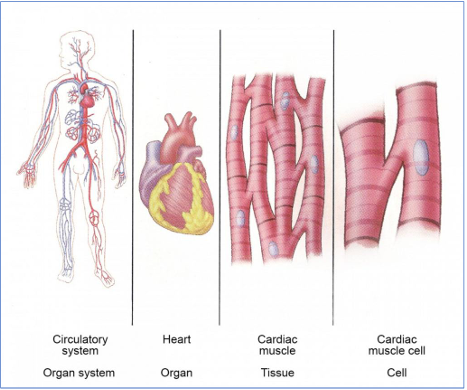 Circulatory
system
Heart
Cardiac
muscle
Cardiac
muscle cell
Organ system
Organ
Tissue
Cell